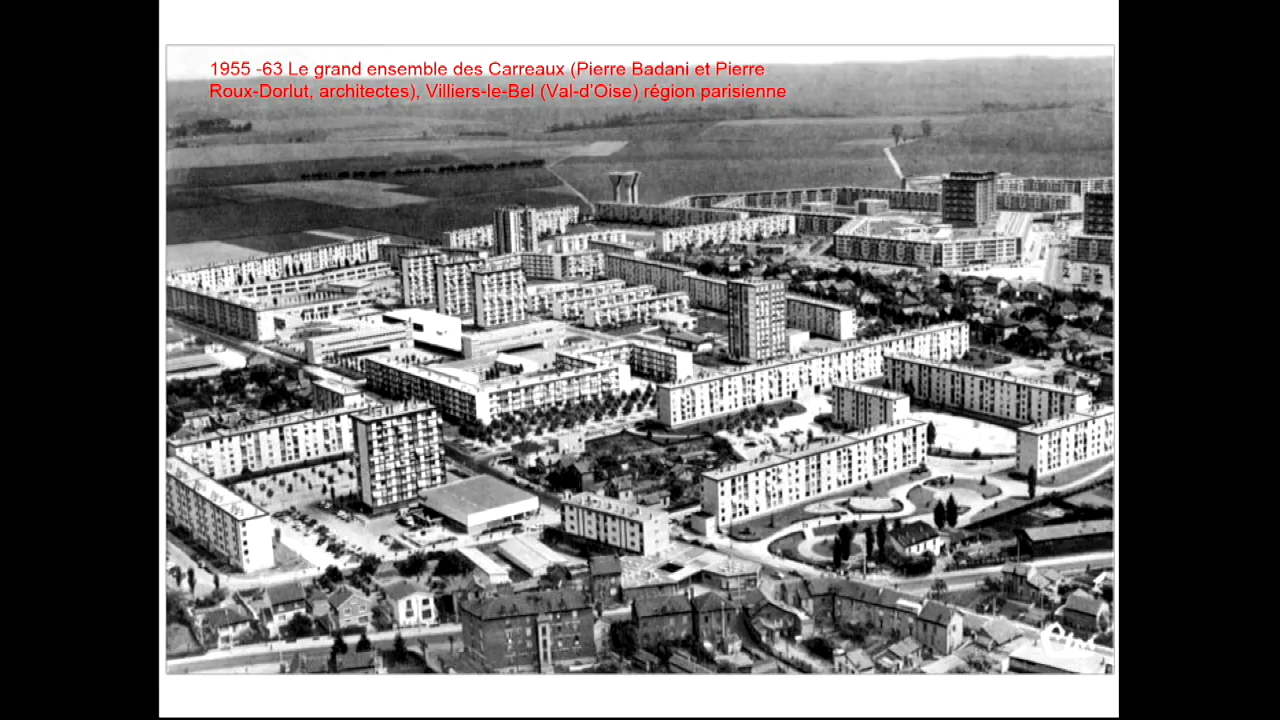 1955 -63 Le grand ensemble des Carreaux (Pierre Badani et Pierre
Roux-Dorlut, architectes), Villiers-le-Bel (Val-d'Oise) région parisienne